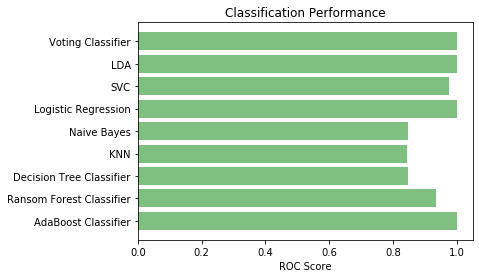 Classification Performance
Voting Classifier
LDA
SVC
Logistic Regression
Naive Bayes
KNN
Decision Tree Classifier
Ransom Forest Classifier
AdaBoost Classifier
0.0 0.2 0.4 0.6 0.8 1.0
ROC Score